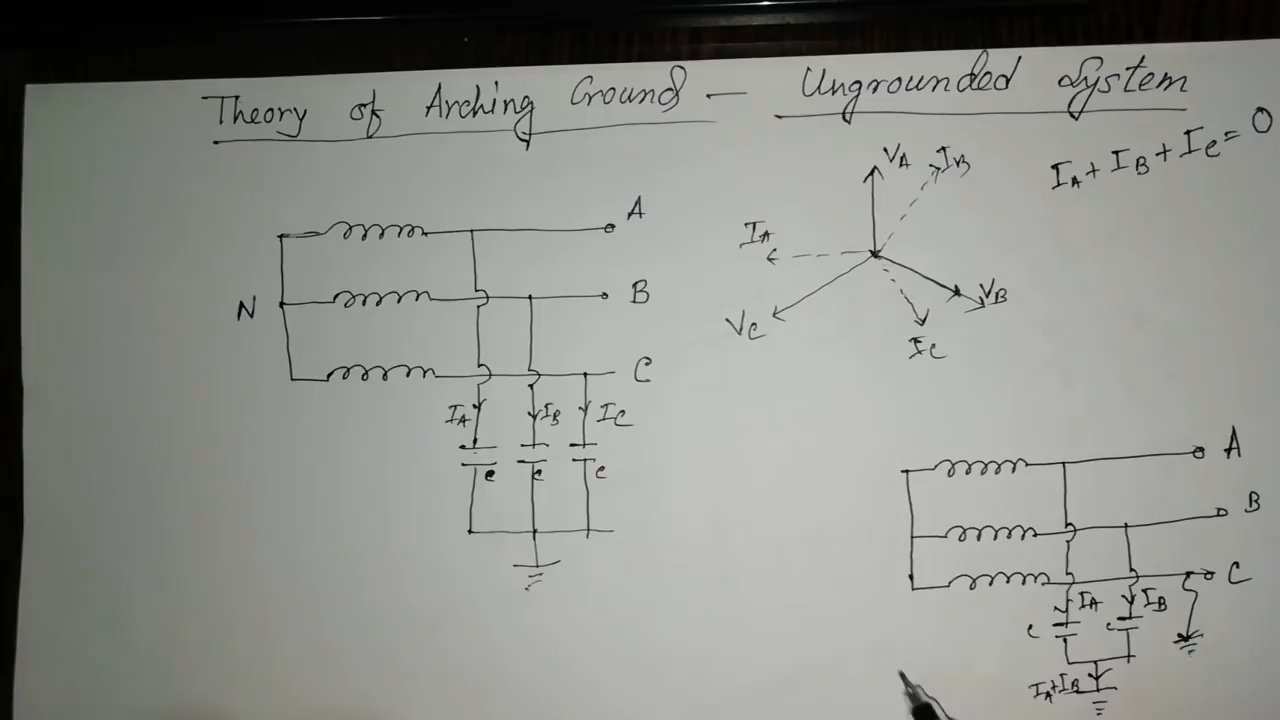 Theory of Arching Ground - Ungrounded System
IA + IB + IC = 0
VA IB
IA
VB
VC
IC
A
N B
C
IA IB IC
c c c
A
B
C
IA IB
c c
IA+IB